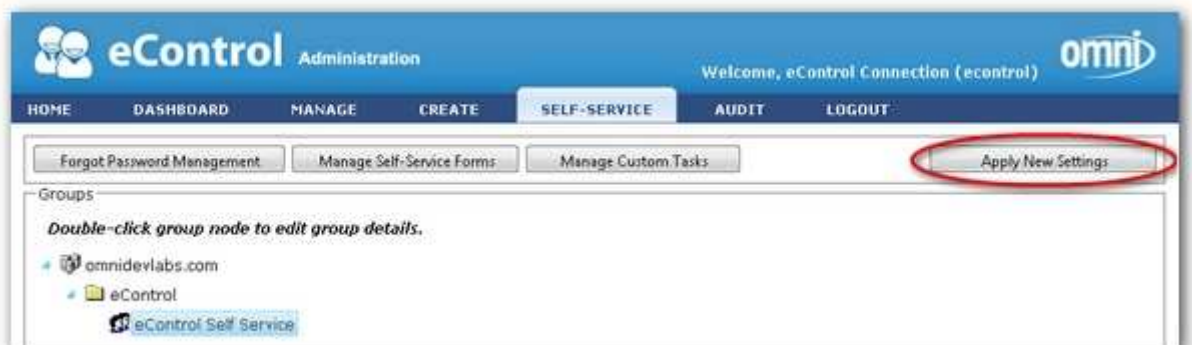 eControl Administration
omni
Welcome, eControl Connection (econtrol)
HOME DASHBOARD MANAGE CREATE SELF-SERVICE AUDIT LOGOUT
Forgot Password Management Manage Self-Service Forms Manage Custom Tasks Apply New Settings
Groups
Double-click group node to edit group details.
omnidevlabs.com
eControl
eControl Self Service